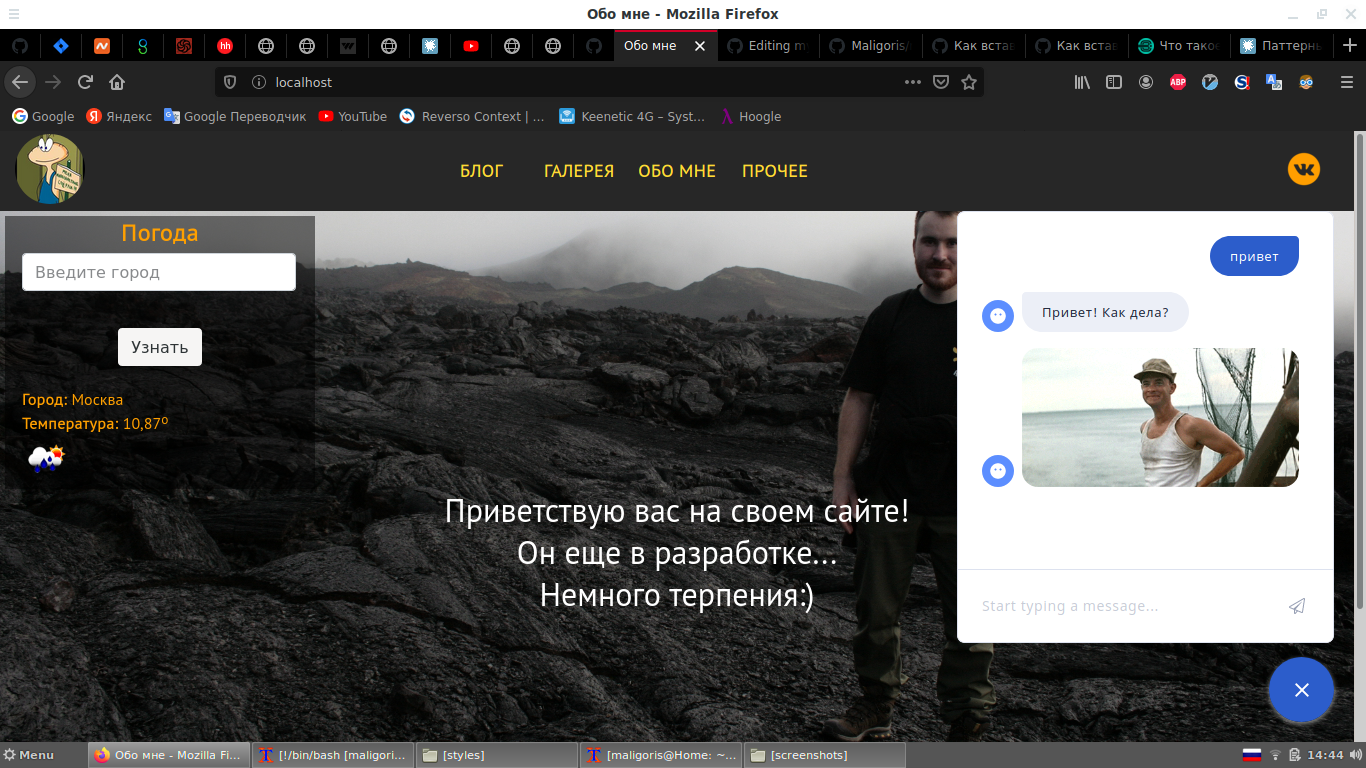 Обо мне - Mozilla Firefox
hh
Обо мне
Editing m
Maligoris/
Как встав
Как встав
Что тако
Паттерны
localhost
ABP
Google
Яндекс
Google Переводчик
YouTube
Reverso Context | ...
Keenetic 4G – Syst...
Hoogle
БЛОГ
ГАЛЕРЕЯ
ОБО МНЕ
ПРОЧЕЕ
Погода
Введите город
Узнать
Город: Москва
Температура: 10,87º
Приветствую вас на своем сайте!
Он еще в разработке...
Немного терпения:)
привет
Привет! Как дела?
Start typing a message...
Menu
Обо мне - Mozilla Fi...
[!/bin/bash [maligori...
[styles]
[maligoris@Home: ~...
[screenshots]
14:44